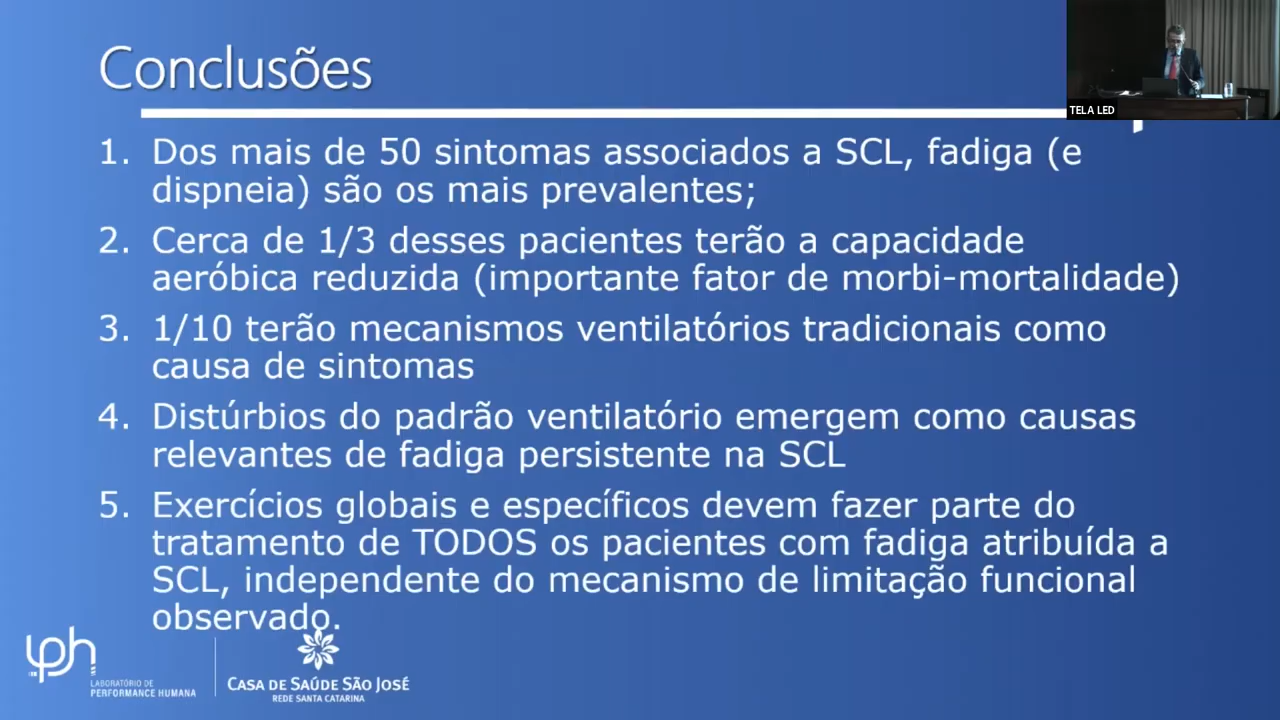 Conclusões
TELA LED
1. Dos mais de 50 sintomas associados a SCL, fadiga (e
dispneia) são os mais prevalentes;
2. Cerca de 1/3 desses pacientes terão a capacidade
aeróbica reduzida (importante fator de morbi-mortalidade)
3. 1/10 terão mecanismos ventilatórios tradicionais como
causa de sintomas
4. Distúrbios do padrão ventilatório emergem como causas
relevantes de fadiga persistente na SCL
5. Exercícios globais e específicos devem fazer parte do
tratamento de TODOS os pacientes com fadiga atribuída a
SCL, independente do mecanismo de limitação funcional
observado.
lph
LABORATÓRIO DE
PERFORMANCE HUMANA
CASA DE SAÚDE SÃO JOSÉ
REDE SANTA CATARINA